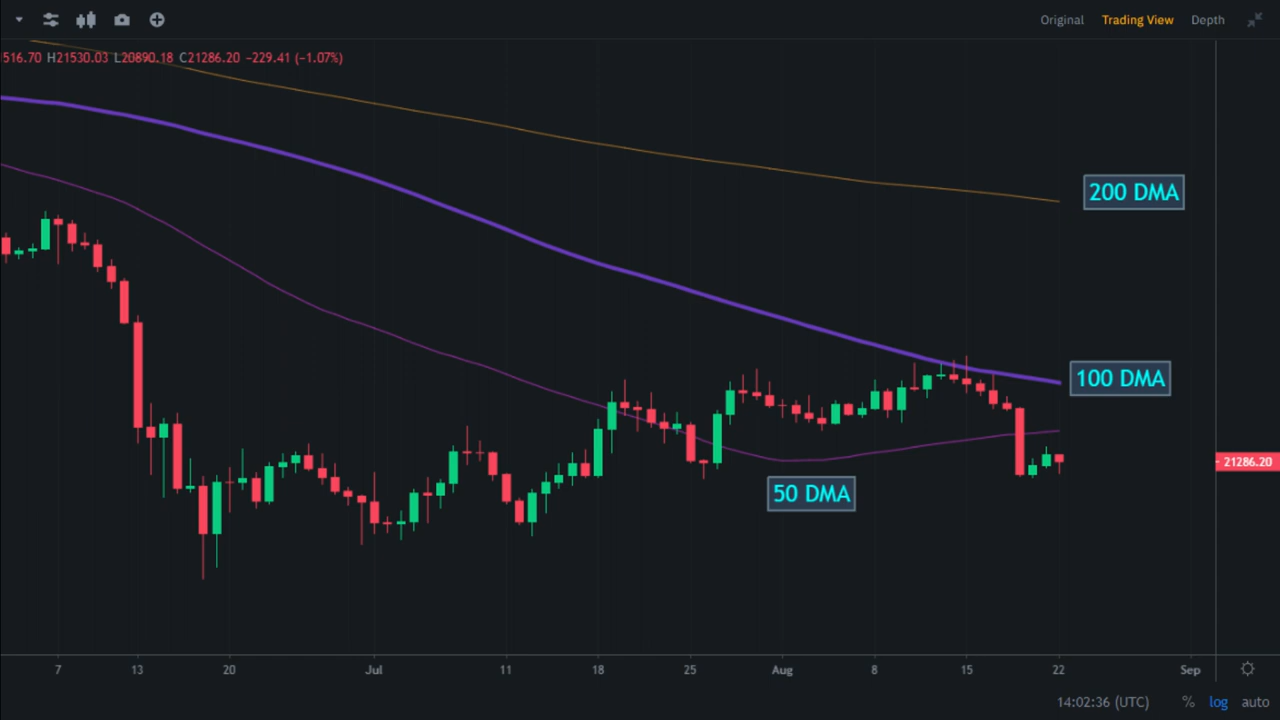 Original Trading View Depth
516.70 H21530.03 L20890.18 C21286.20 −229.41 (−1.07%)
200 DMA
100 DMA
21286.20
50 DMA
7 13 20 Jul 11 18 25 Aug 8 15 22 Sep
14:02:36 (UTC) % log auto